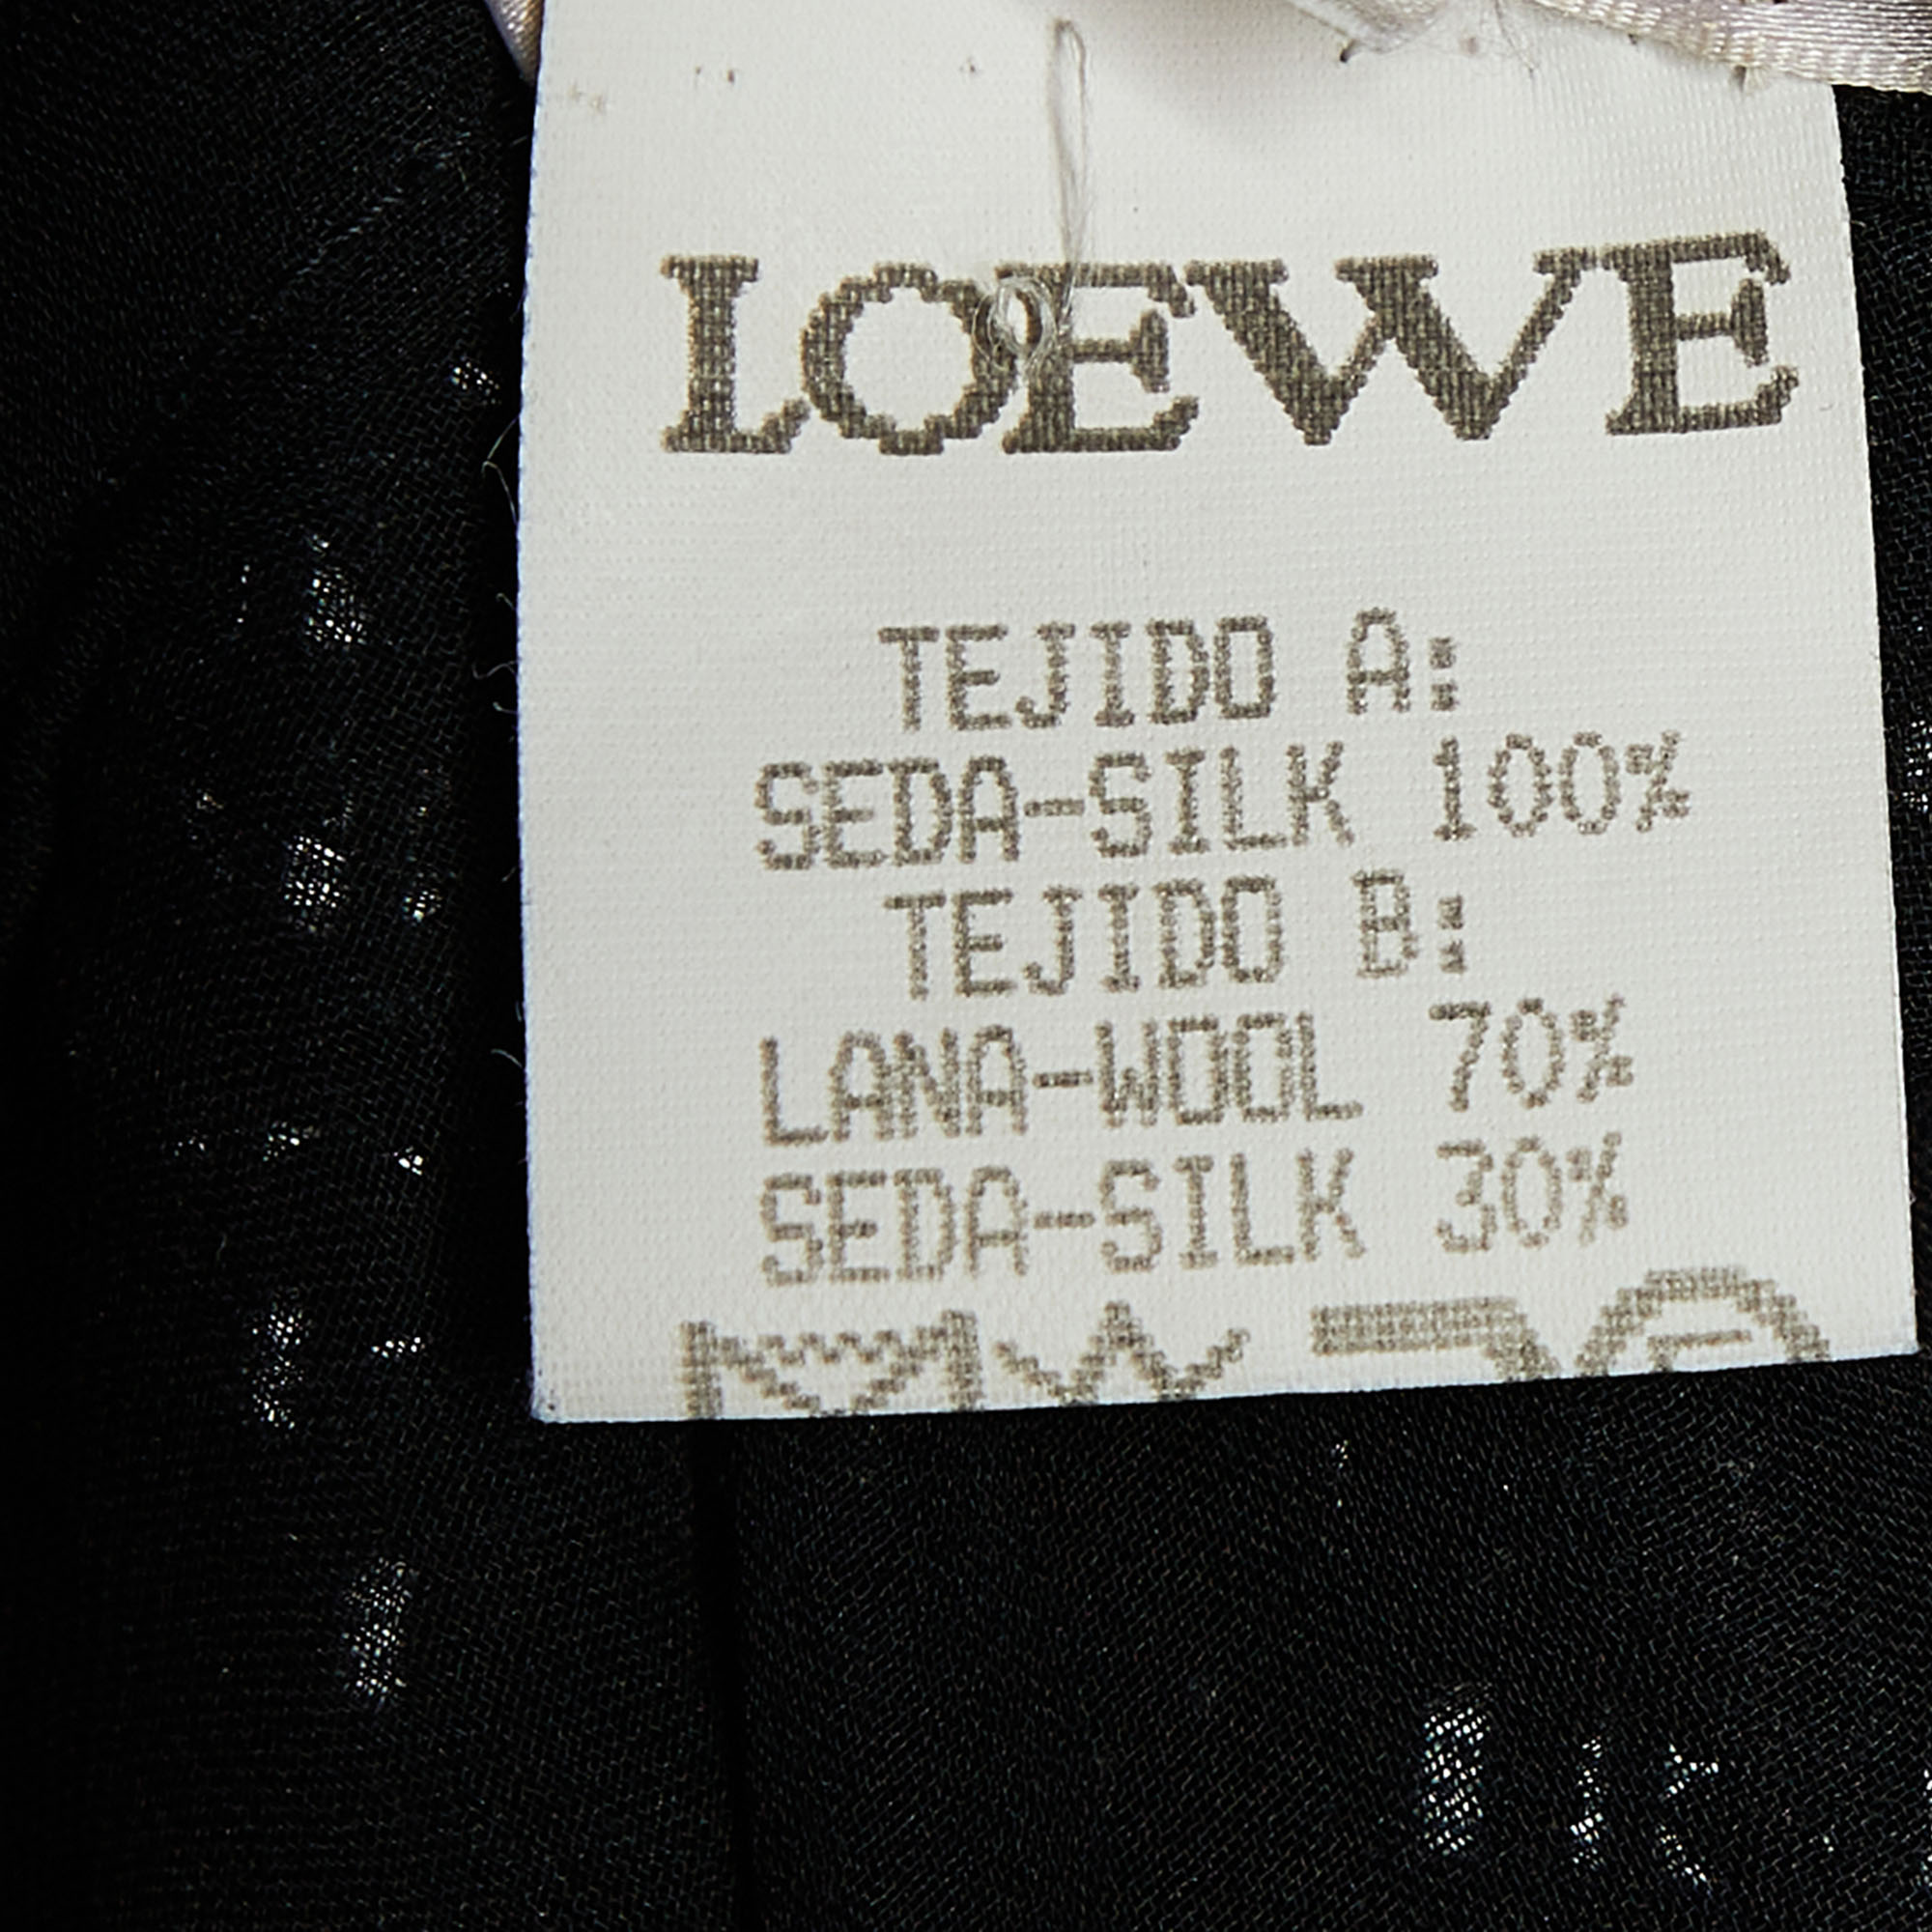 LOEWE
TEJIDO A:
SEDA-SILK 100%
TEJIDO B:
LANA-WOOL 70%
SEDA-SILK 30%